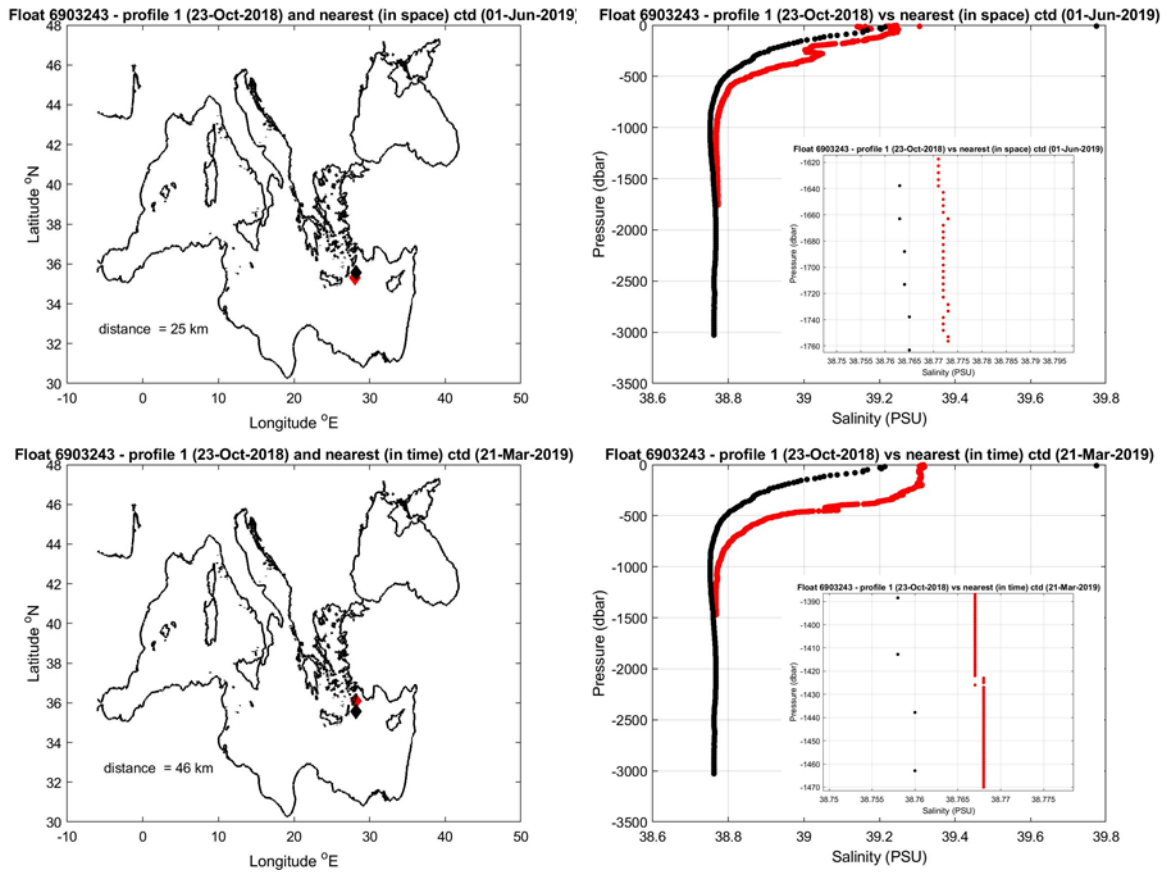 Float 6903243 - profile 1 (23-Oct-2018) and nearest (in space) ctd (01-Jun-2019)
48
46
44
42
40
38
36
34
32
30
Latitude °N
distance = 25 km
-10 0 10 20 30 40 50
Longitude °E
Float 6903243 - profile 1 (23-Oct-2018) vs nearest (in space) ctd (01-Jun-2019)
0
-500
-1000
-1500
-2000
-2500
-3000
-3500
Pressure (dbar)
38.6 38.8 39 39.2 39.4 39.6 39.8
Salinity (PSU)
Float 6903243 - profile 1 (23-Oct-2018) vs nearest (in space) ctd (01-Jun-2019)
-1620
-1640
-1660
-1680
-1700
-1720
-1740
-1760
Pressure (dbar)
38.75 38.755 38.76 38.765 38.77 38.775 38.78 38.785 38.79 38.795
Salinity (PSU)
Float 6903243 - profile 1 (23-Oct-2018) and nearest (in time) ctd (21-Mar-2019)
48
46
44
42
40
38
36
34
32
30
Latitude °N
distance = 46 km
-10 0 10 20 30 40 50
Longitude °E
Float 6903243 - profile 1 (23-Oct-2018) vs nearest (in time) ctd (21-Mar-2019)
0
-500
-1000
-1500
-2000
-2500
-3000
-3500
Pressure (dbar)
38.6 38.8 39 39.2 39.4 39.6 39.8
Salinity (PSU)
Float 6903243 - profile 1 (23-Oct-2018) vs nearest (in time) ctd (21-Mar-2019)
-1390
-1400
-1410
-1420
-1430
-1440
-1450
-1460
-1470
Pressure (dbar)
38.75 38.755 38.76 38.765 38.77 38.775
Salinity (PSU)